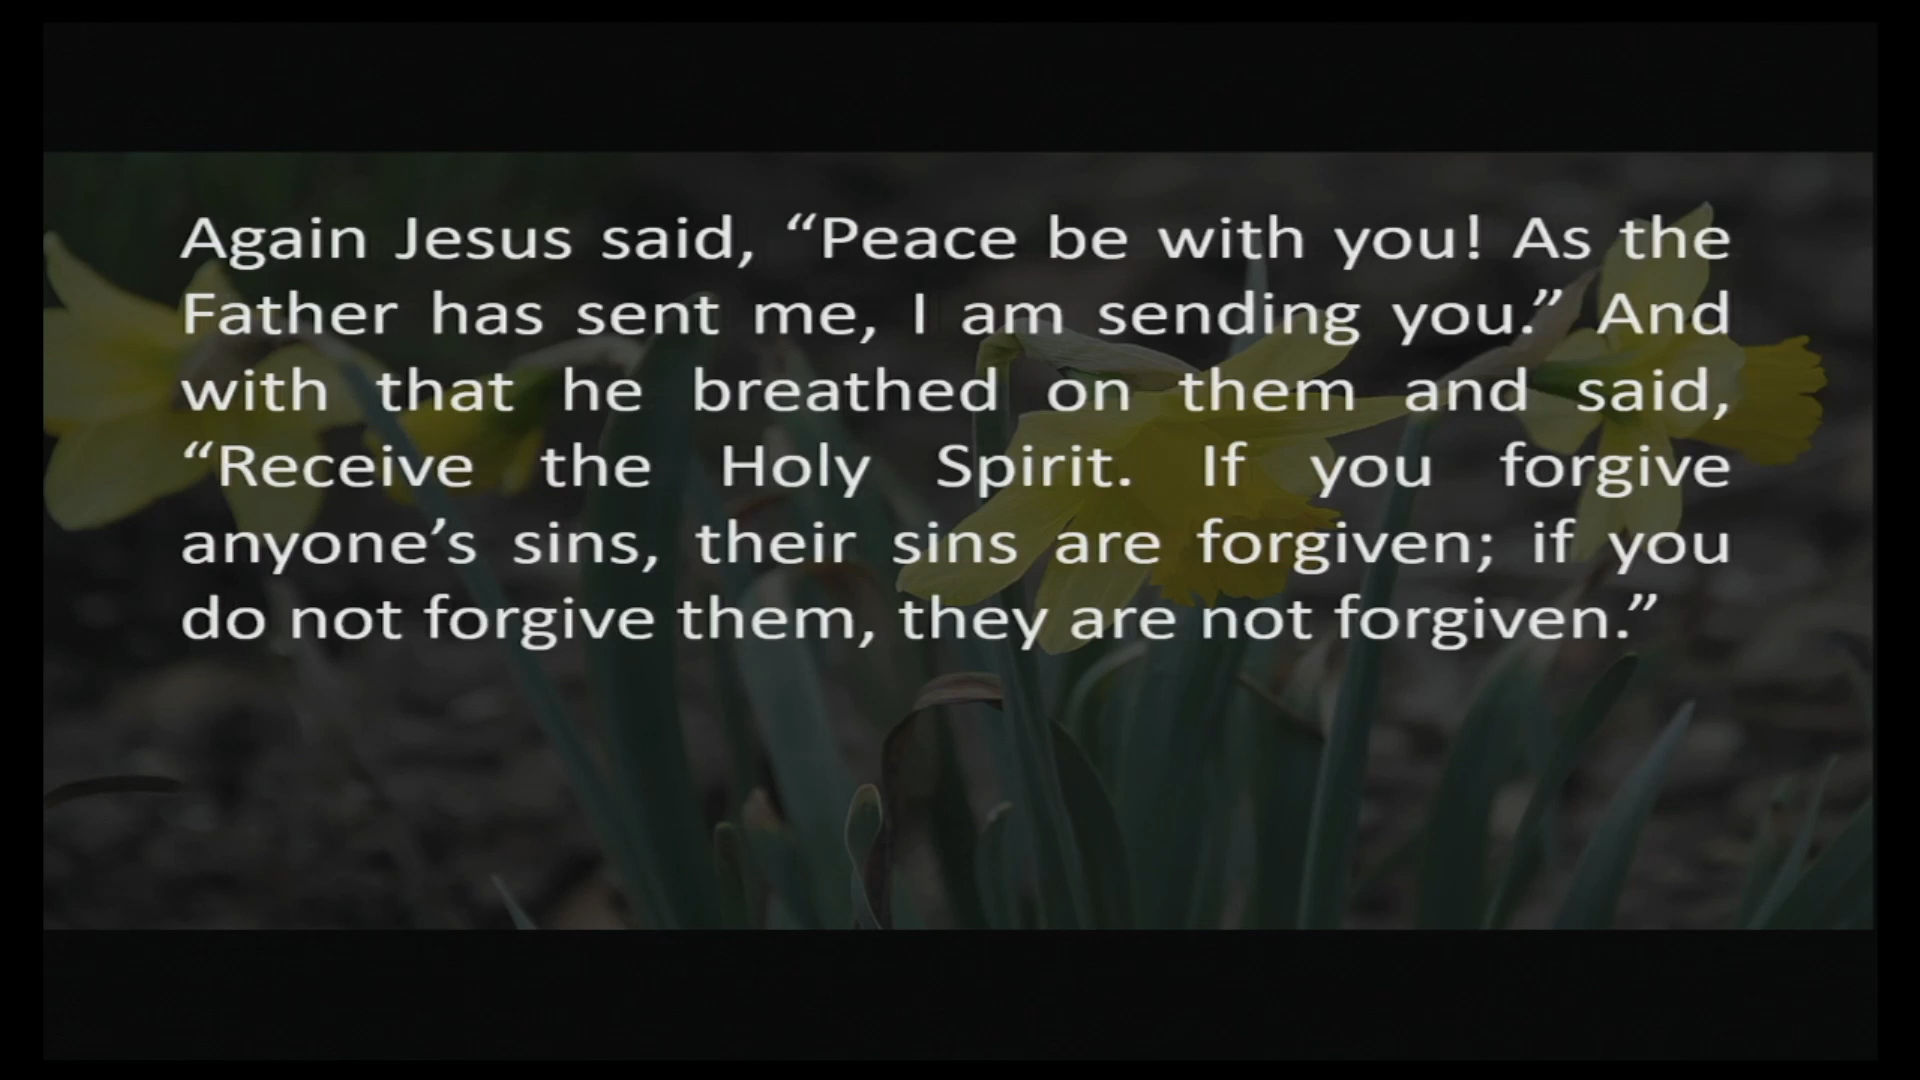 Again Jesus said, “Peace be with you! As the
Father has sent me, I am sending you.” And
with that he breathed on them and said,
“Receive the Holy Spirit. If you forgive
anyone’s sins, their sins are forgiven; if you
do not forgive them, they are not forgiven.”